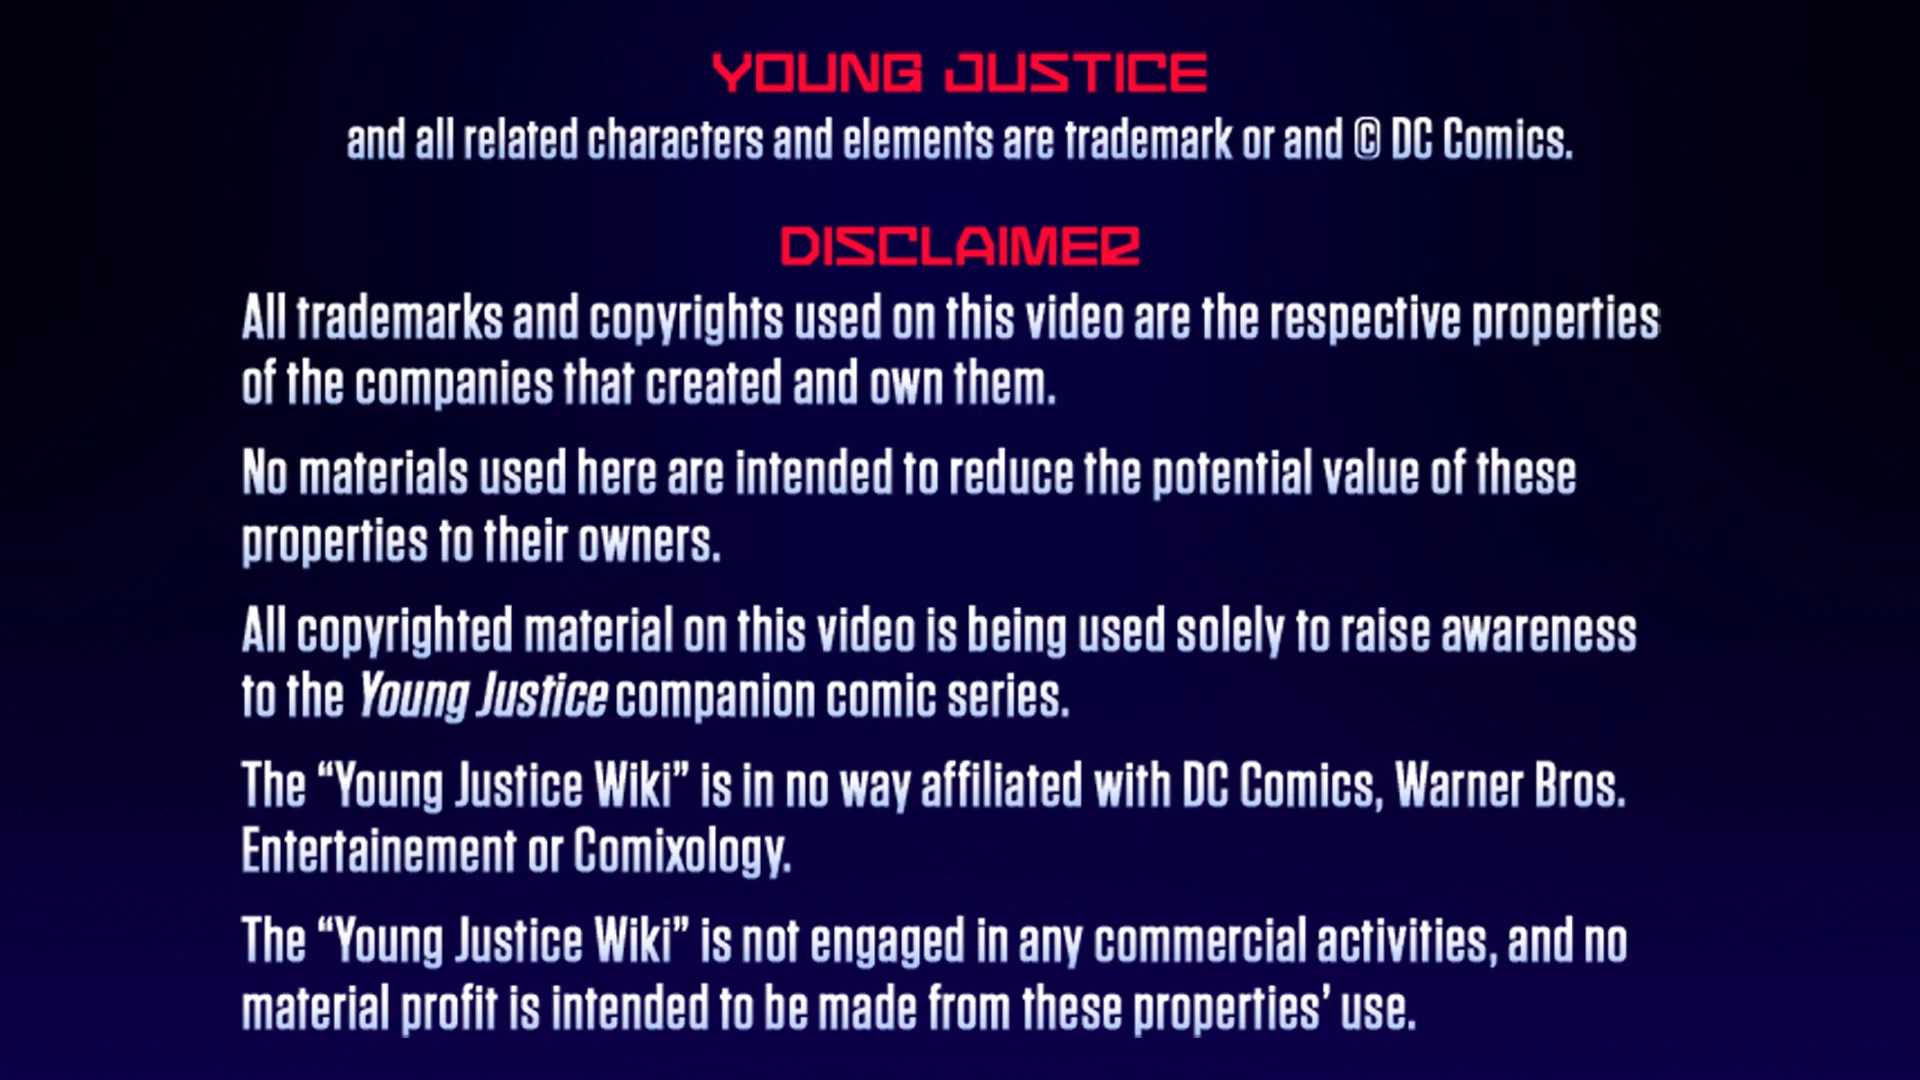 YOUNG JUSTICE
and all related characters and elements are trademark or and © DC Comics.
DISCLAIMER
All trademarks and copyrights used on this video are the respective properties
of the companies that created and own them.
No materials used here are intended to reduce the potential value of these
properties to their owners.
All copyrighted material on this video is being used solely to raise awareness
to the Young Justice companion comic series.
The “Young Justice Wiki” is in no way affiliated with DC Comics, Warner Bros.
Entertainement or Comixology.
The “Young Justice Wiki” is not engaged in any commercial activities, and no
material profit is intended to be made from these properties’ use.